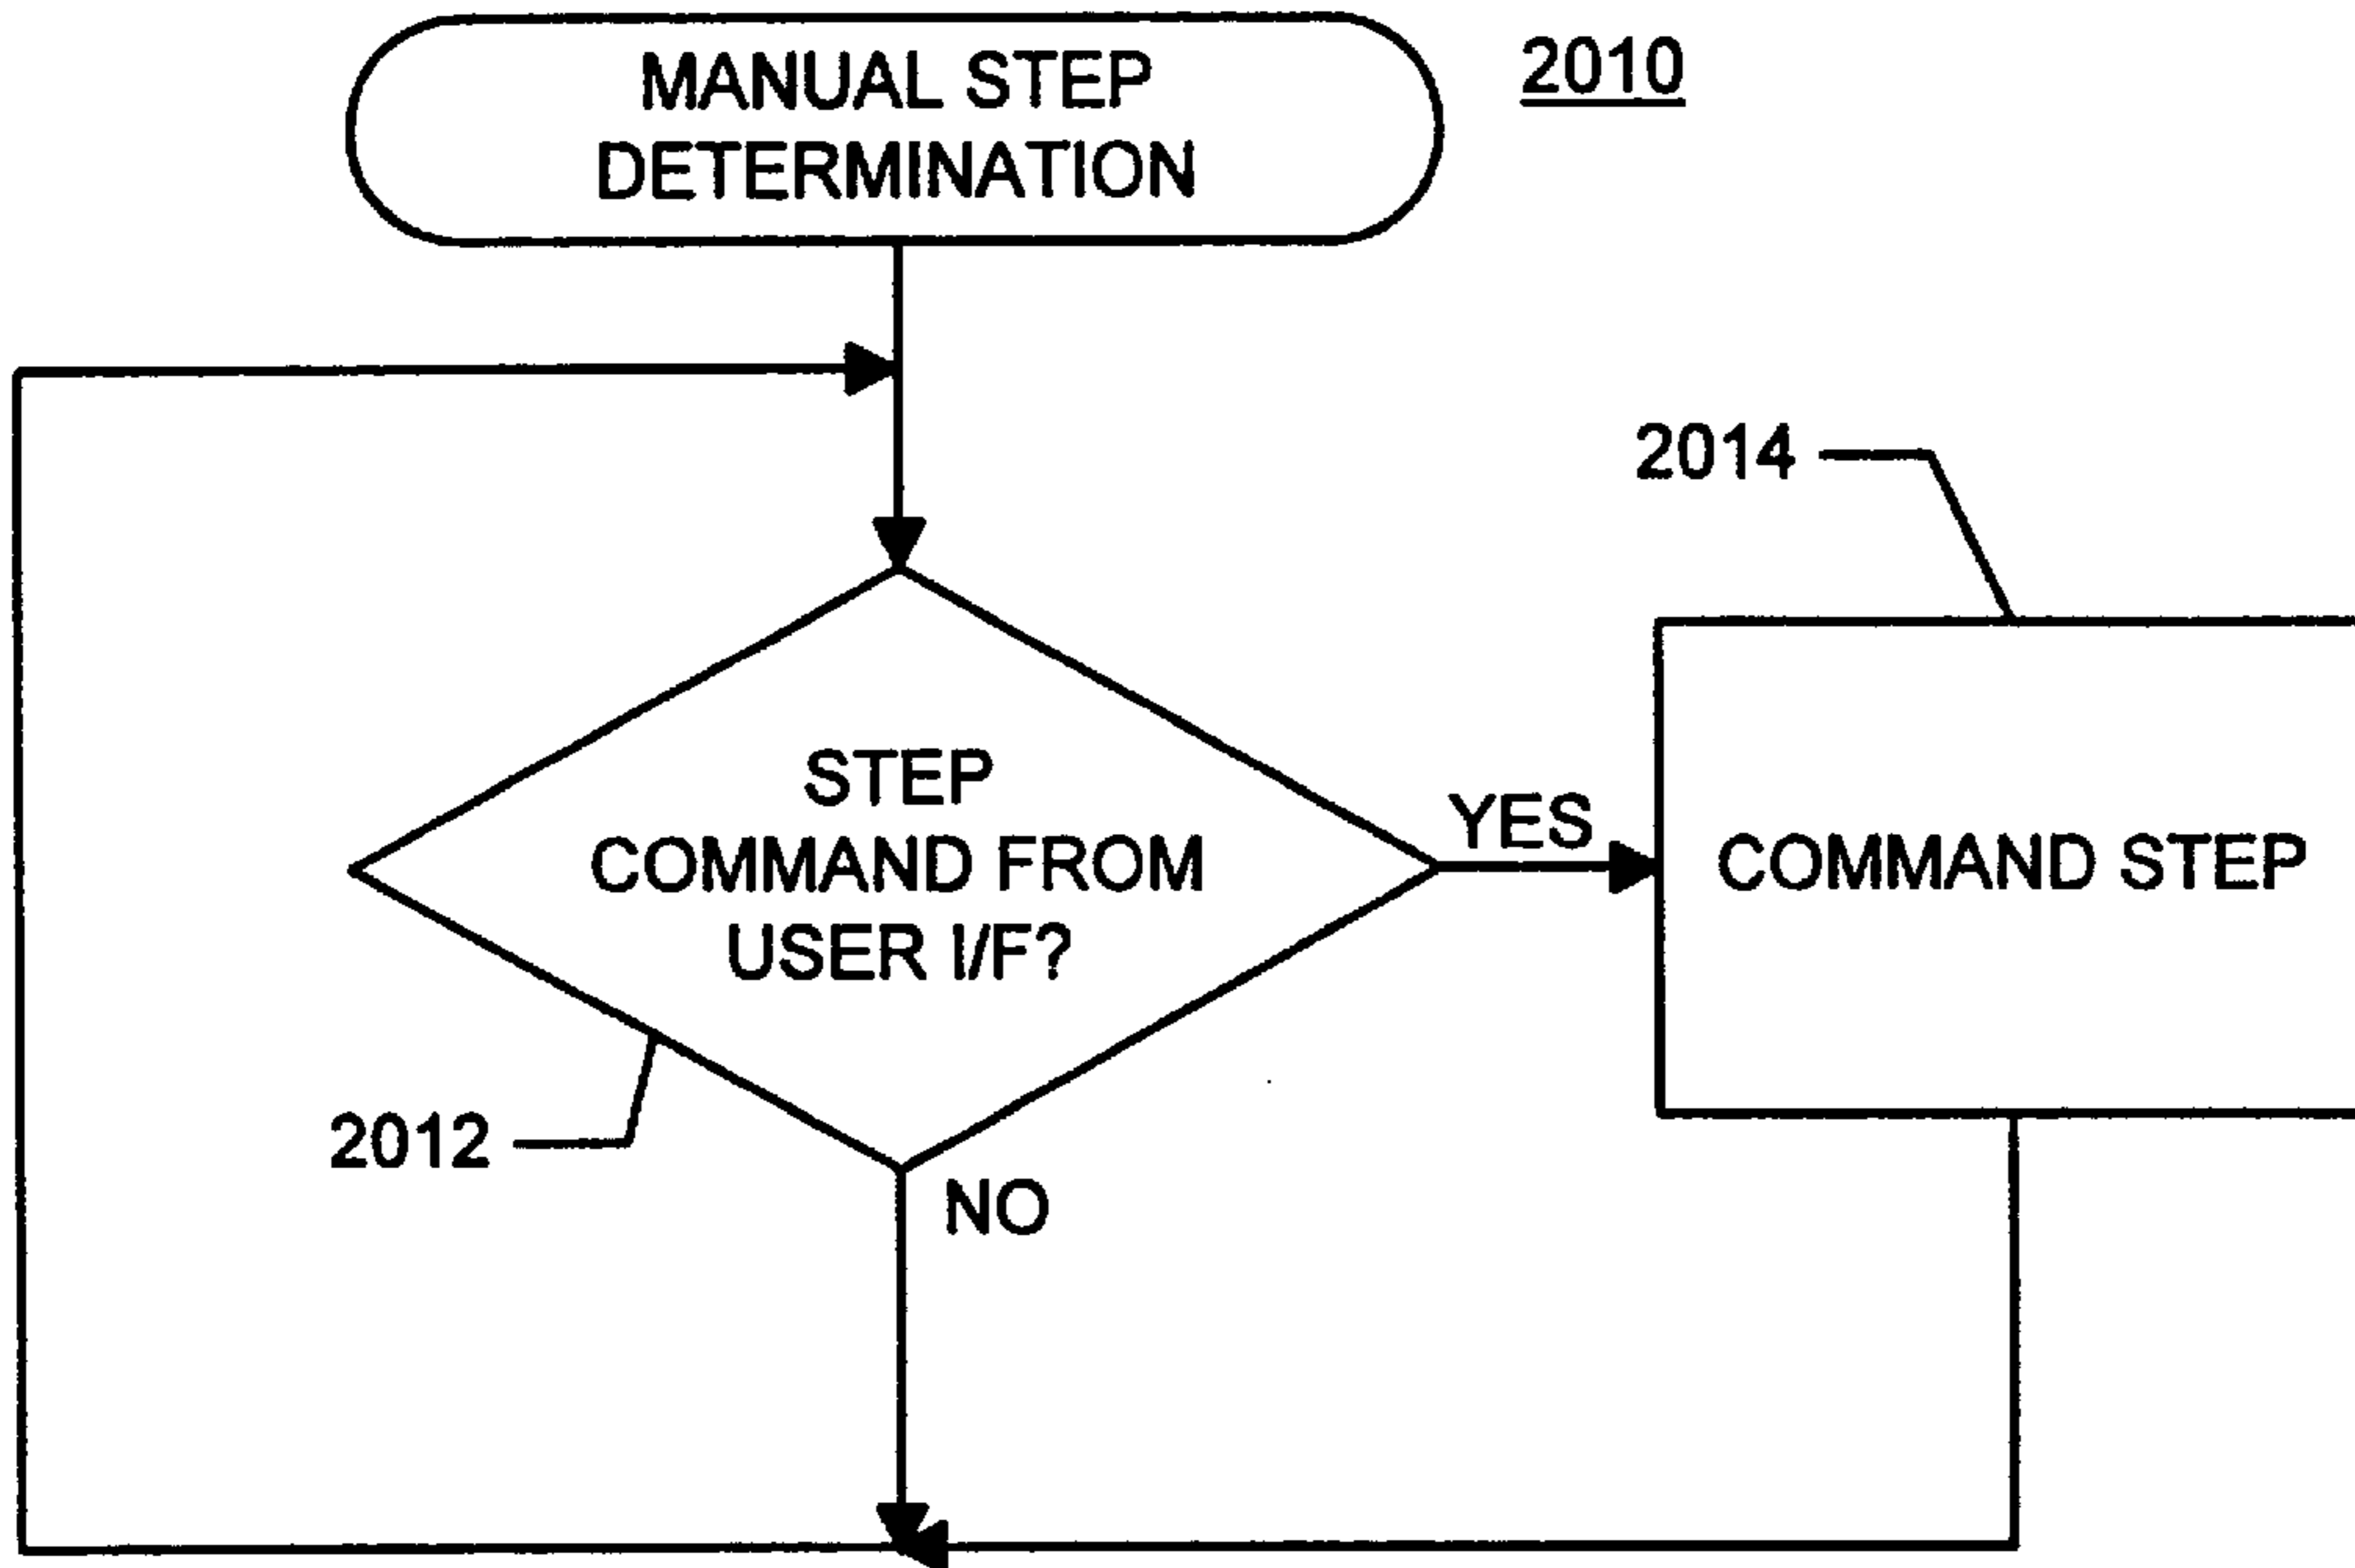 MANUAL STEP
DETERMINATION
2010
2014
STEP
COMMAND FROM
USER I/F?
YES
COMMAND STEP
2012
NO